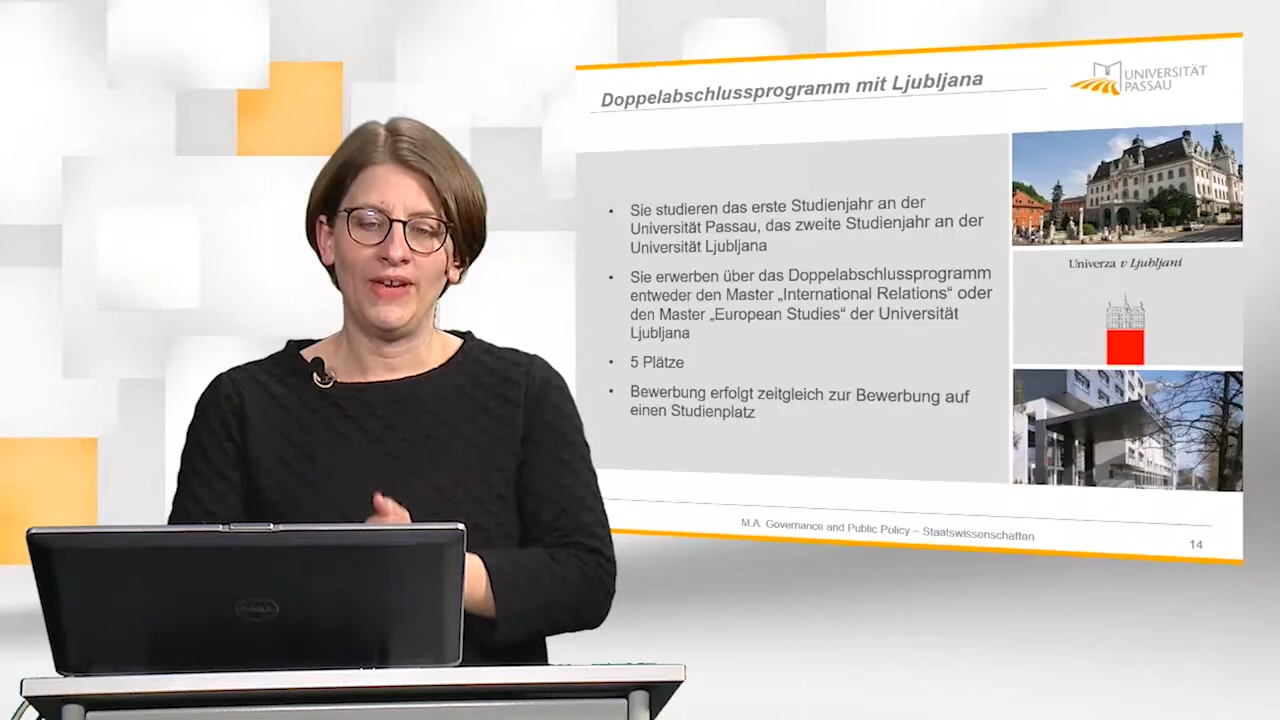 Doppelabschlussprogramm mit Ljubljana
UNIVERSITÄT
PASSAU
• Sie studieren das erste Studienjahr an der
Universität Passau, das zweite Studienjahr an der
Universität Ljubljana
• Sie erwerben über das Doppelabschlussprogramm
entweder den Master „International Relations“ oder
den Master „European Studies“ der Universität
Ljubljana
• 5 Plätze
• Bewerbung erfolgt zeitgleich zur Bewerbung auf
einen Studienplatz
Univerza v Ljubljani
M.A. Governance and Public Policy – Staatswissenschaften
14
DELL